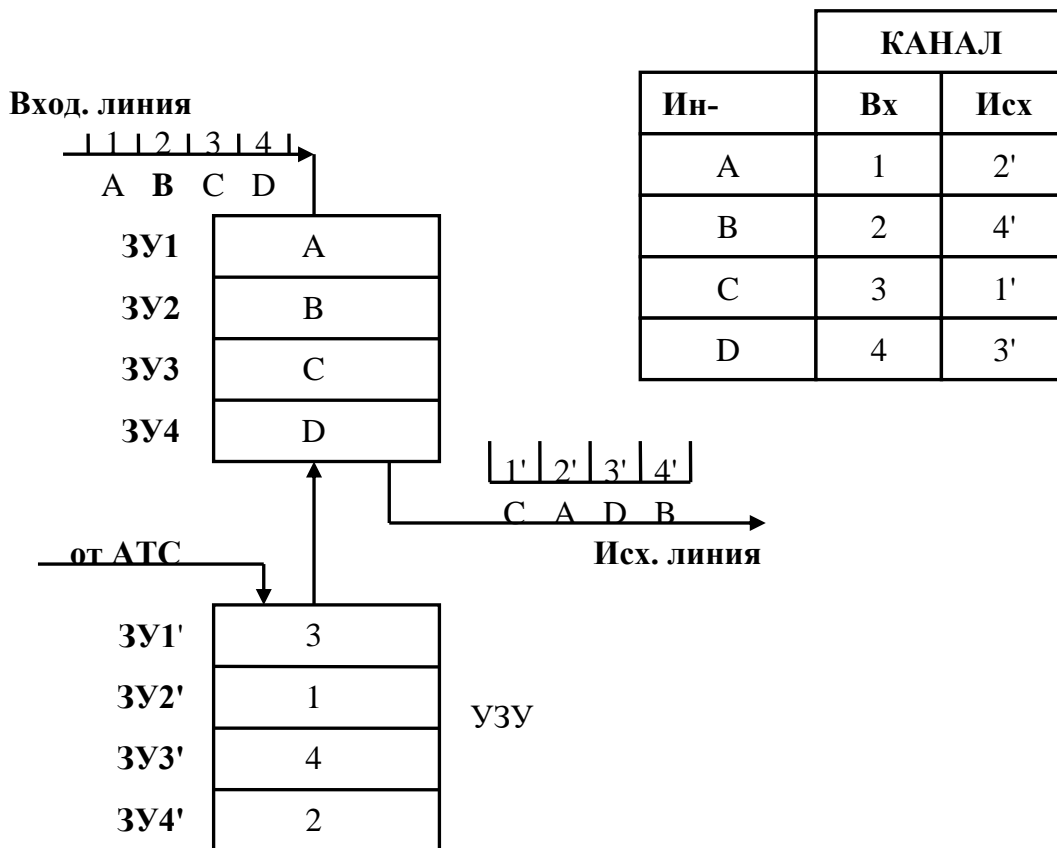 КАНАЛ
Ин- Вх Исх
A 1 2'
B 2 4'
C 3 1'
D 4 3'
Вход. линия
1 2 3 4
A B C D
ЗУ1 A
ЗУ2 B
ЗУ3 C
ЗУ4 D
1' 2' 3' 4'
C A D B
Исх. линия
от АТС
ЗУ1' 3
ЗУ2' 1
ЗУ3' 4
ЗУ4' 2
УЗУ